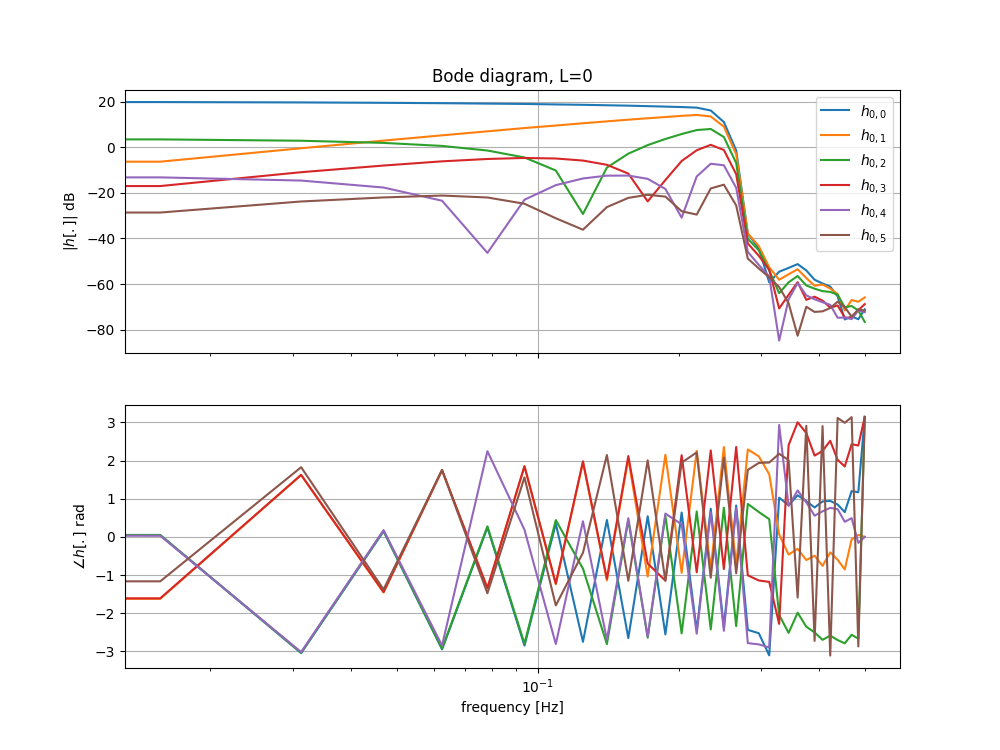 Bode diagram, L=0
|h[.]| dB
20
0
−20
−40
−60
−80
h0,0
h0,1
h0,2
h0,3
h0,4
h0,5
∠h[.] rad
3
2
1
0
−1
−2
−3
10−1
frequency [Hz]